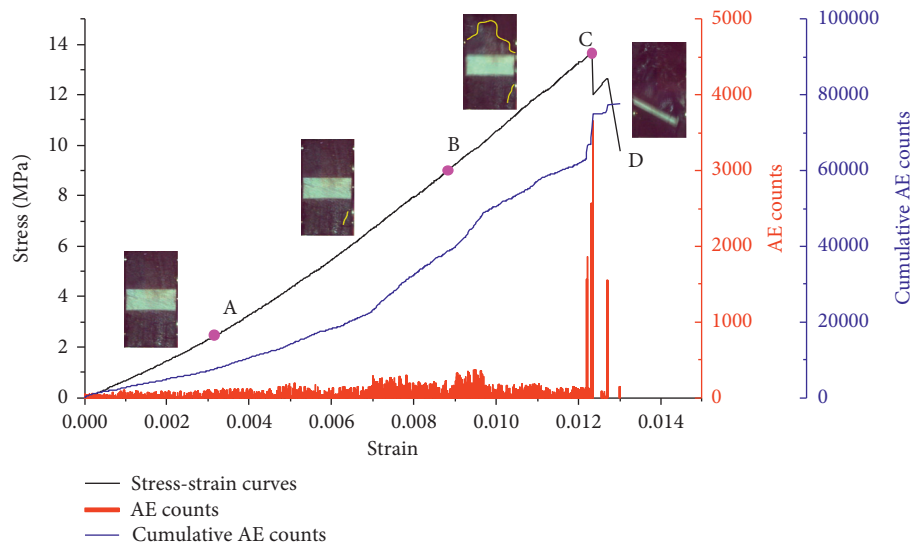 14
12
10
8
6
4
2
0
Stress (MPa)
0.000
0.002
0.004
0.006
0.008
0.010
0.012
0.014
Strain
A
B
C
D
5000
4000
3000
2000
1000
0
AE counts
100000
80000
60000
40000
20000
0
Cumulative AE counts
Stress-strain curves
AE counts
Cumulative AE counts